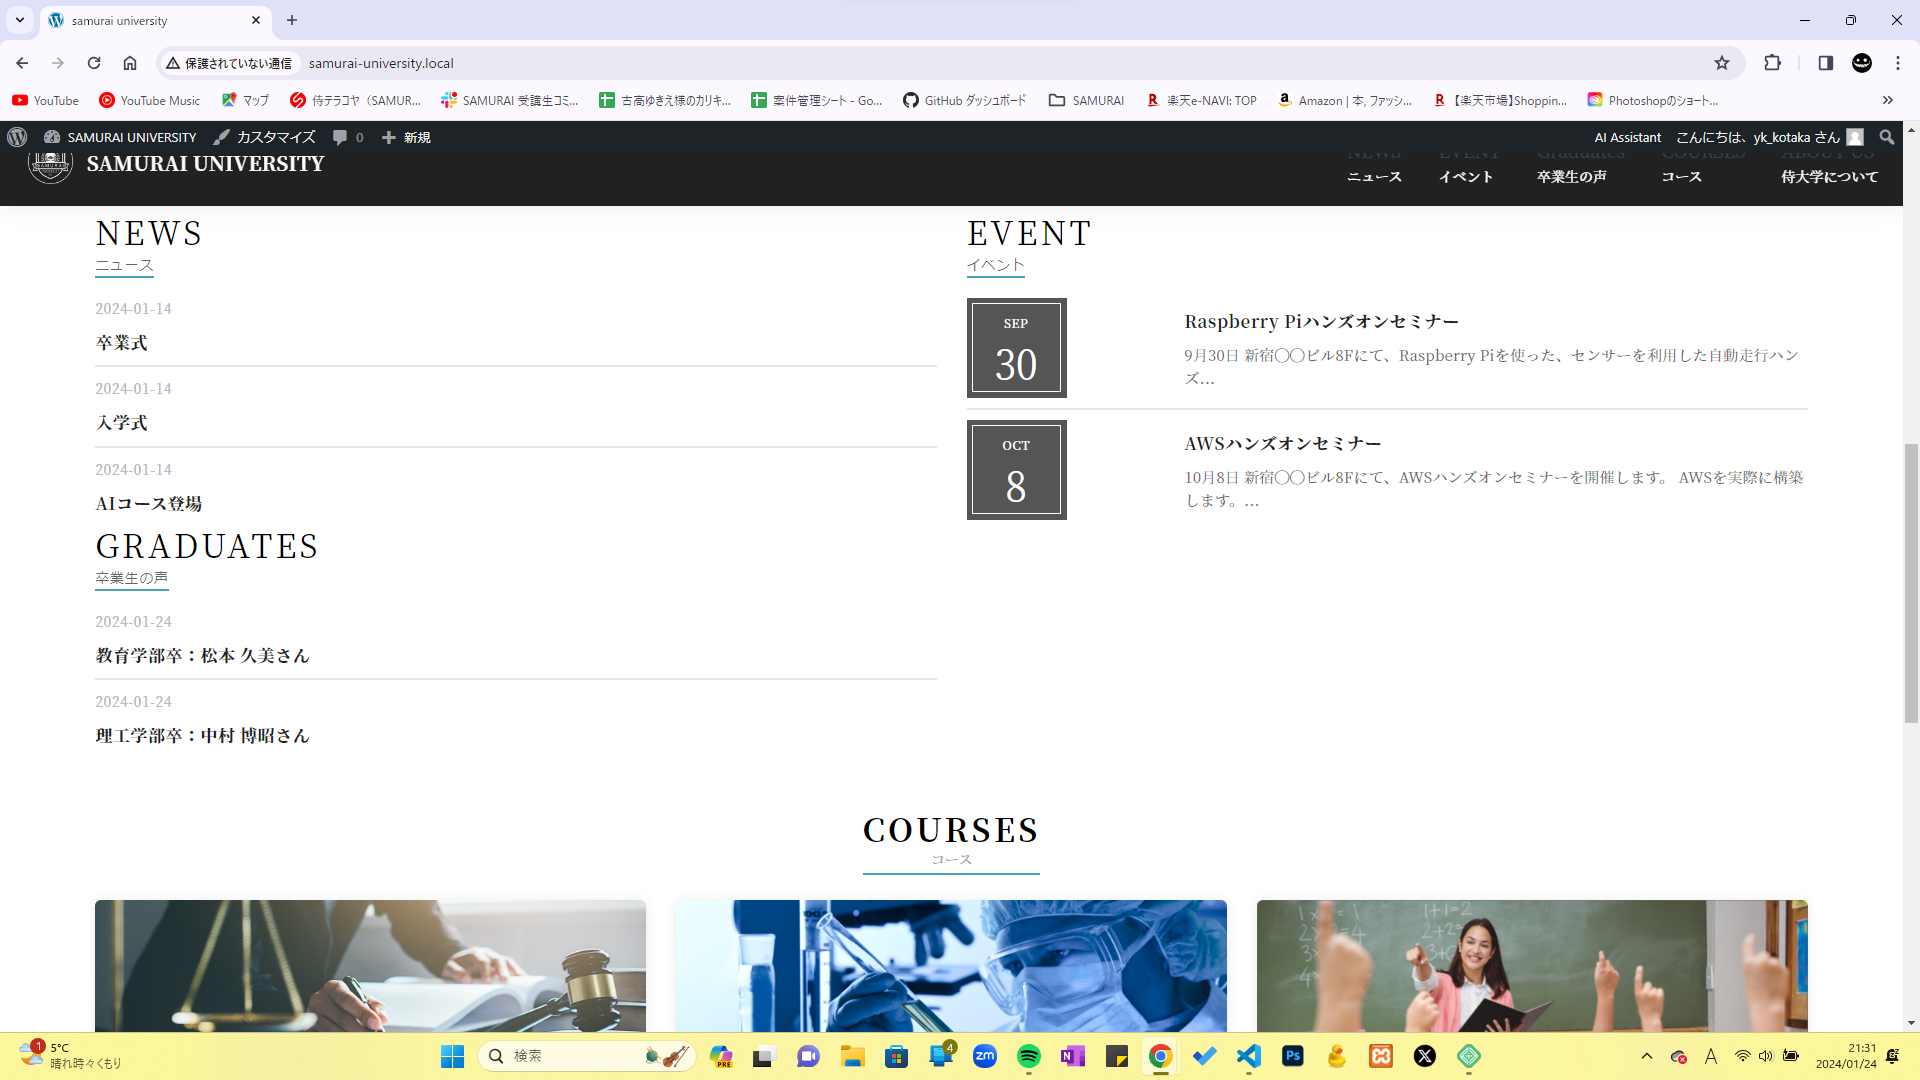 samurai university
保護されていない通信 samurai-university.local
YouTube YouTube Music マップ 侍テラコヤ（SAMUR... SAMURAI 受講生コミ... 古高ゆきえ様のカリキ... 案件管理シート - Go... GitHub ダッシュボード SAMURAI 楽天e-NAVI: TOP Amazon | 本, ファッシ... 【楽天市場】Shoppin... Photoshopのショート...
SAMURAI UNIVERSITY カスタマイズ 0 新規 AI Assistant こんにちは、yk_kotaka さん
SAMURAI UNIVERSITY
NEWS EVENT Graduates COURSES ABOUT US
ニュース イベント 卒業生の声 コース 侍大学について
NEWS
ニュース
2024-01-14
卒業式
2024-01-14
入学式
2024-01-14
AIコース登場
EVENT
イベント
SEP
30
Raspberry Piハンズオンセミナー
9月30日 新宿〇〇ビル8Fにて、Raspberry Piを使った、センサーを利用した自動走行ハン
ズ...
OCT
8
AWSハンズオンセミナー
10月8日 新宿〇〇ビル8Fにて、AWSハンズオンセミナーを開催します。 AWSを実際に構築
します。...
GRADUATES
卒業生の声
2024-01-24
教育学部卒：松本 久美さん
2024-01-24
理工学部卒：中村 博昭さん
COURSES
コース
1+1=2
2+2=4
1
5°C
晴れ時々くもり
検索
PRE
4
zm
N
Ps
X
A
21:31
2024/01/24